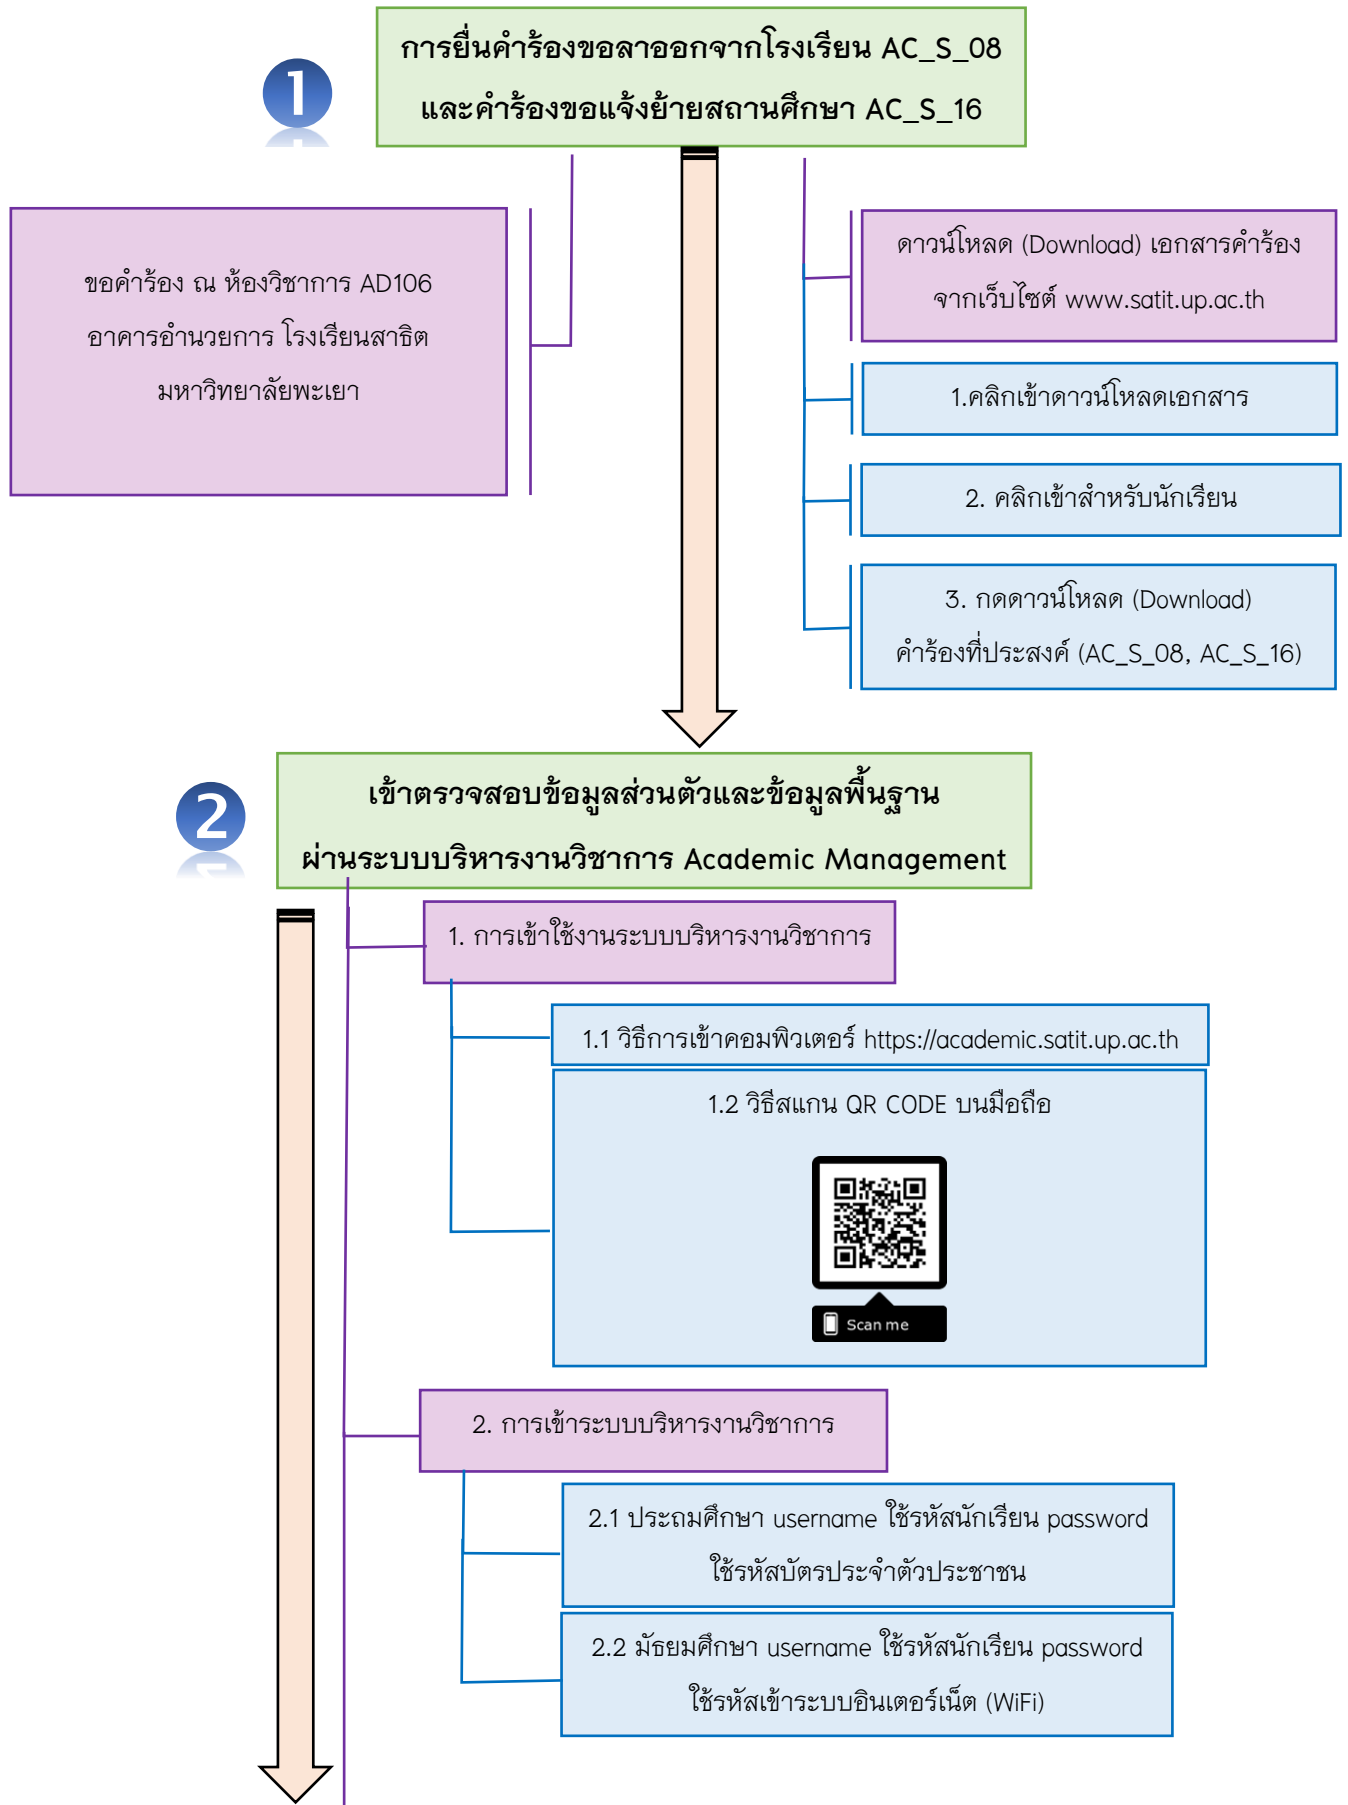 1
การยื่นคำร้องขอลาออกจากโรงเรียน AC_S_08
และคำร้องขอแจ้งย้ายสถานศึกษา AC_S_16
ขอคำร้อง ณ ห้องวิชาการ AD106
อาคารอำนวยการ โรงเรียนสาธิต
มหาวิทยาลัยพะเยา
ดาวน์โหลด (Download) เอกสารคำร้อง
จากเว็บไซต์ www.satit.up.ac.th
1.คลิกเข้าดาวน์โหลดเอกสาร
2. คลิกเข้าสำหรับนักเรียน
3. กดดาวน์โหลด (Download)
คำร้องที่ประสงค์ (AC_S_08, AC_S_16)
2
เข้าตรวจสอบข้อมูลส่วนตัวและข้อมูลพื้นฐาน
ผ่านระบบบริหารงานวิชาการ Academic Management
1. การเข้าใช้งานระบบบริหารงานวิชาการ
1.1 วิธีการเข้าคอมพิวเตอร์ https://academic.satit.up.ac.th
1.2 วิธีสแกน QR CODE บนมือถือ
Scan me
2. การเข้าระบบบริหารงานวิชาการ
2.1 ประถมศึกษา username ใช้รหัสนักเรียน password
ใช้รหัสบัตรประจำตัวประชาชน
2.2 มัธยมศึกษา username ใช้รหัสนักเรียน password
ใช้รหัสเข้าระบบอินเตอร์เน็ต (WiFi)